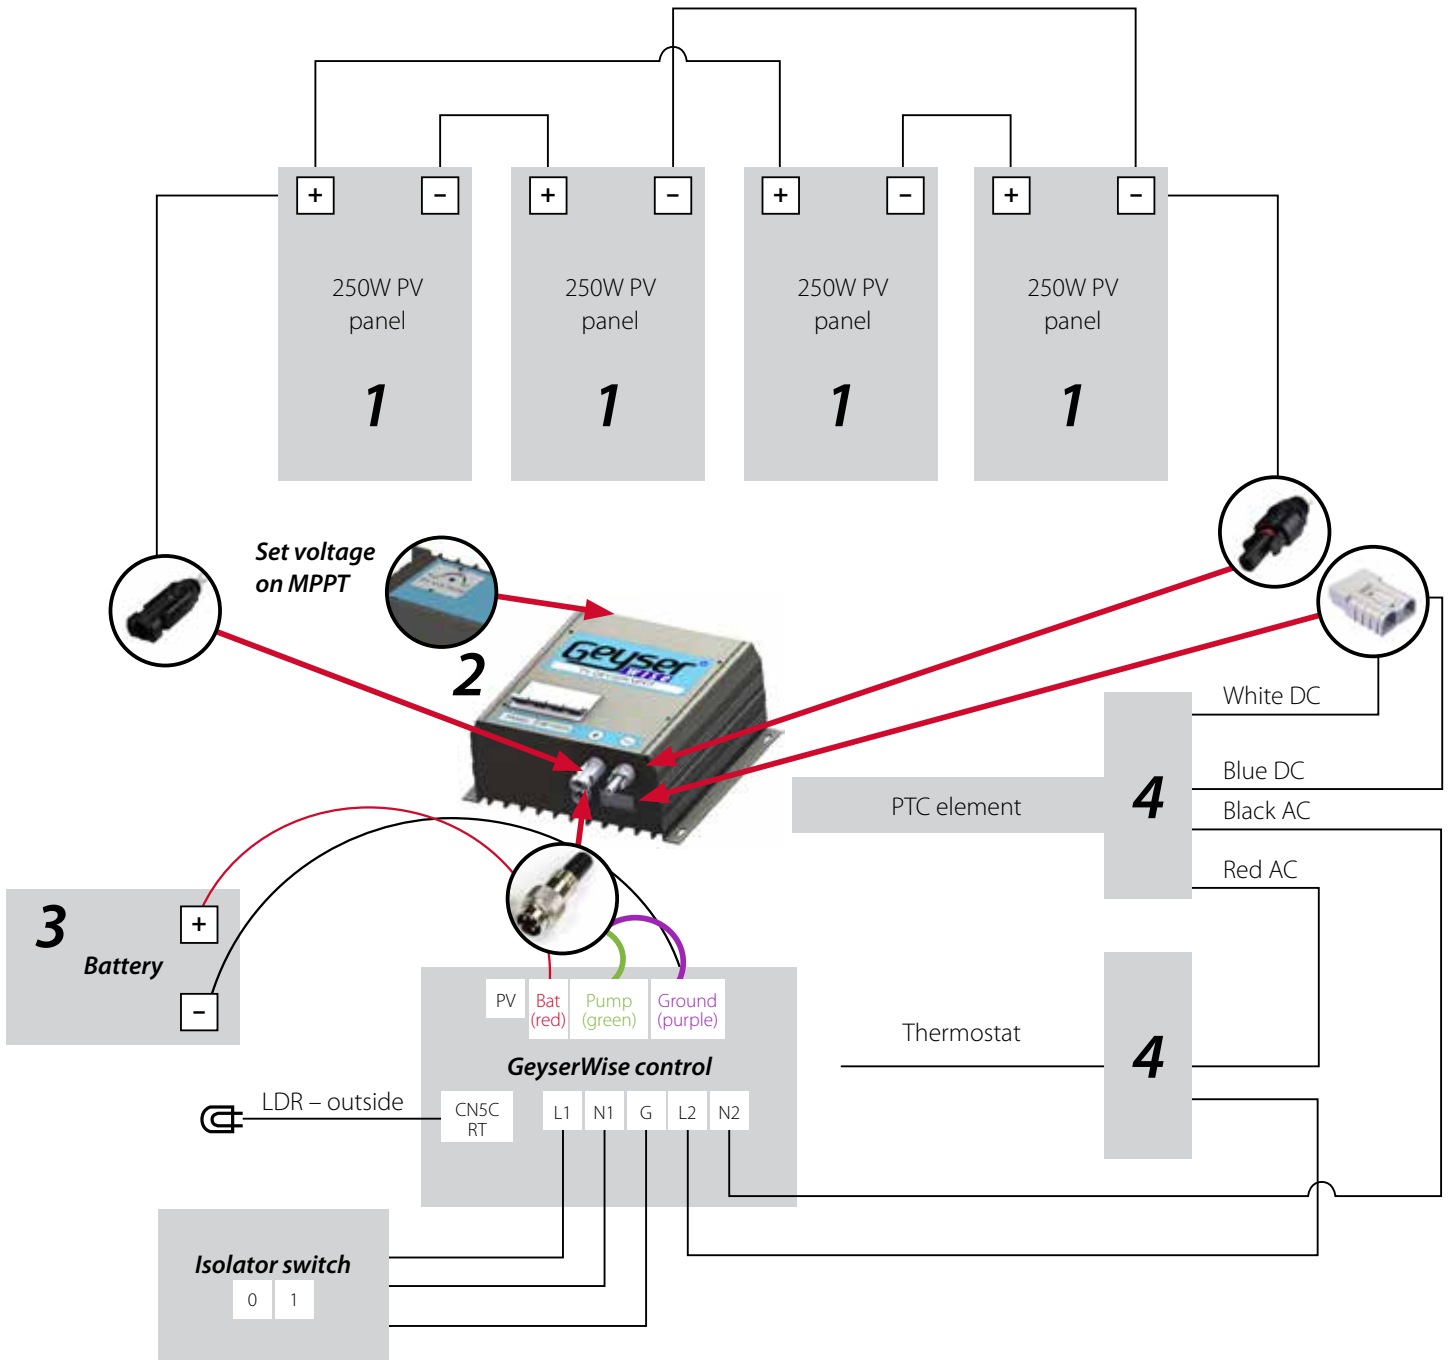 + − + − + − + −
250W PV
panel
1
250W PV
panel
1
250W PV
panel
1
250W PV
panel
1
Set voltage
on MPPT
2
Geyser
WISE
White DC
Blue DC
Black AC
Red AC
PTC element
4
3
Battery
+
−
PV
Bat
(red)
Pump
(green)
Ground
(purple)
GeyserWise control
Thermostat
4
LDR – outside
CN5C
RT
L1 N1 G L2 N2
Isolator switch
0 1